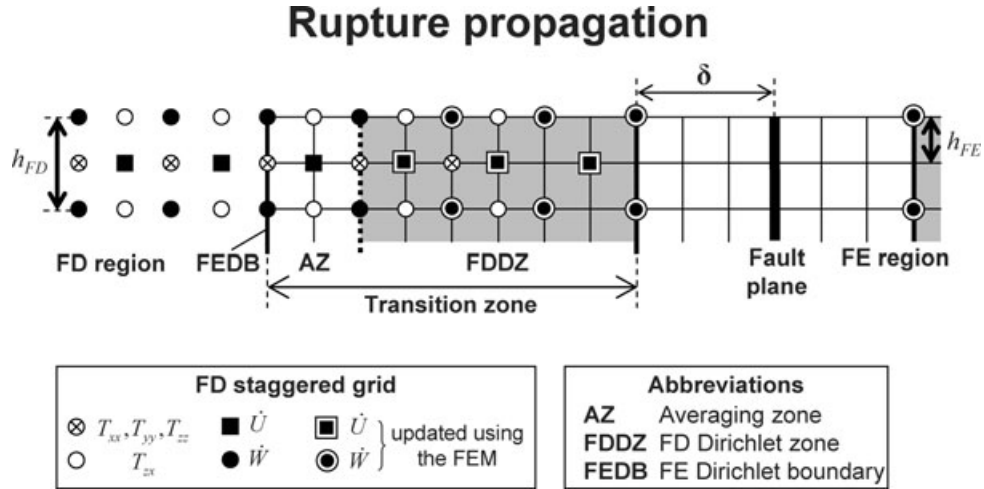 Rupture propagation
δ
h_FD
h_FE
FD region
FEDB
AZ
FDDZ
Fault
plane
FE region
Transition zone
FD staggered grid
T_xx, T_yy, T_zz
U̇
U̇
T_zx
Ẇ
Ẇ
updated using
the FEM
Abbreviations
AZ Averaging zone
FDDZ FD Dirichlet zone
FEDB FE Dirichlet boundary